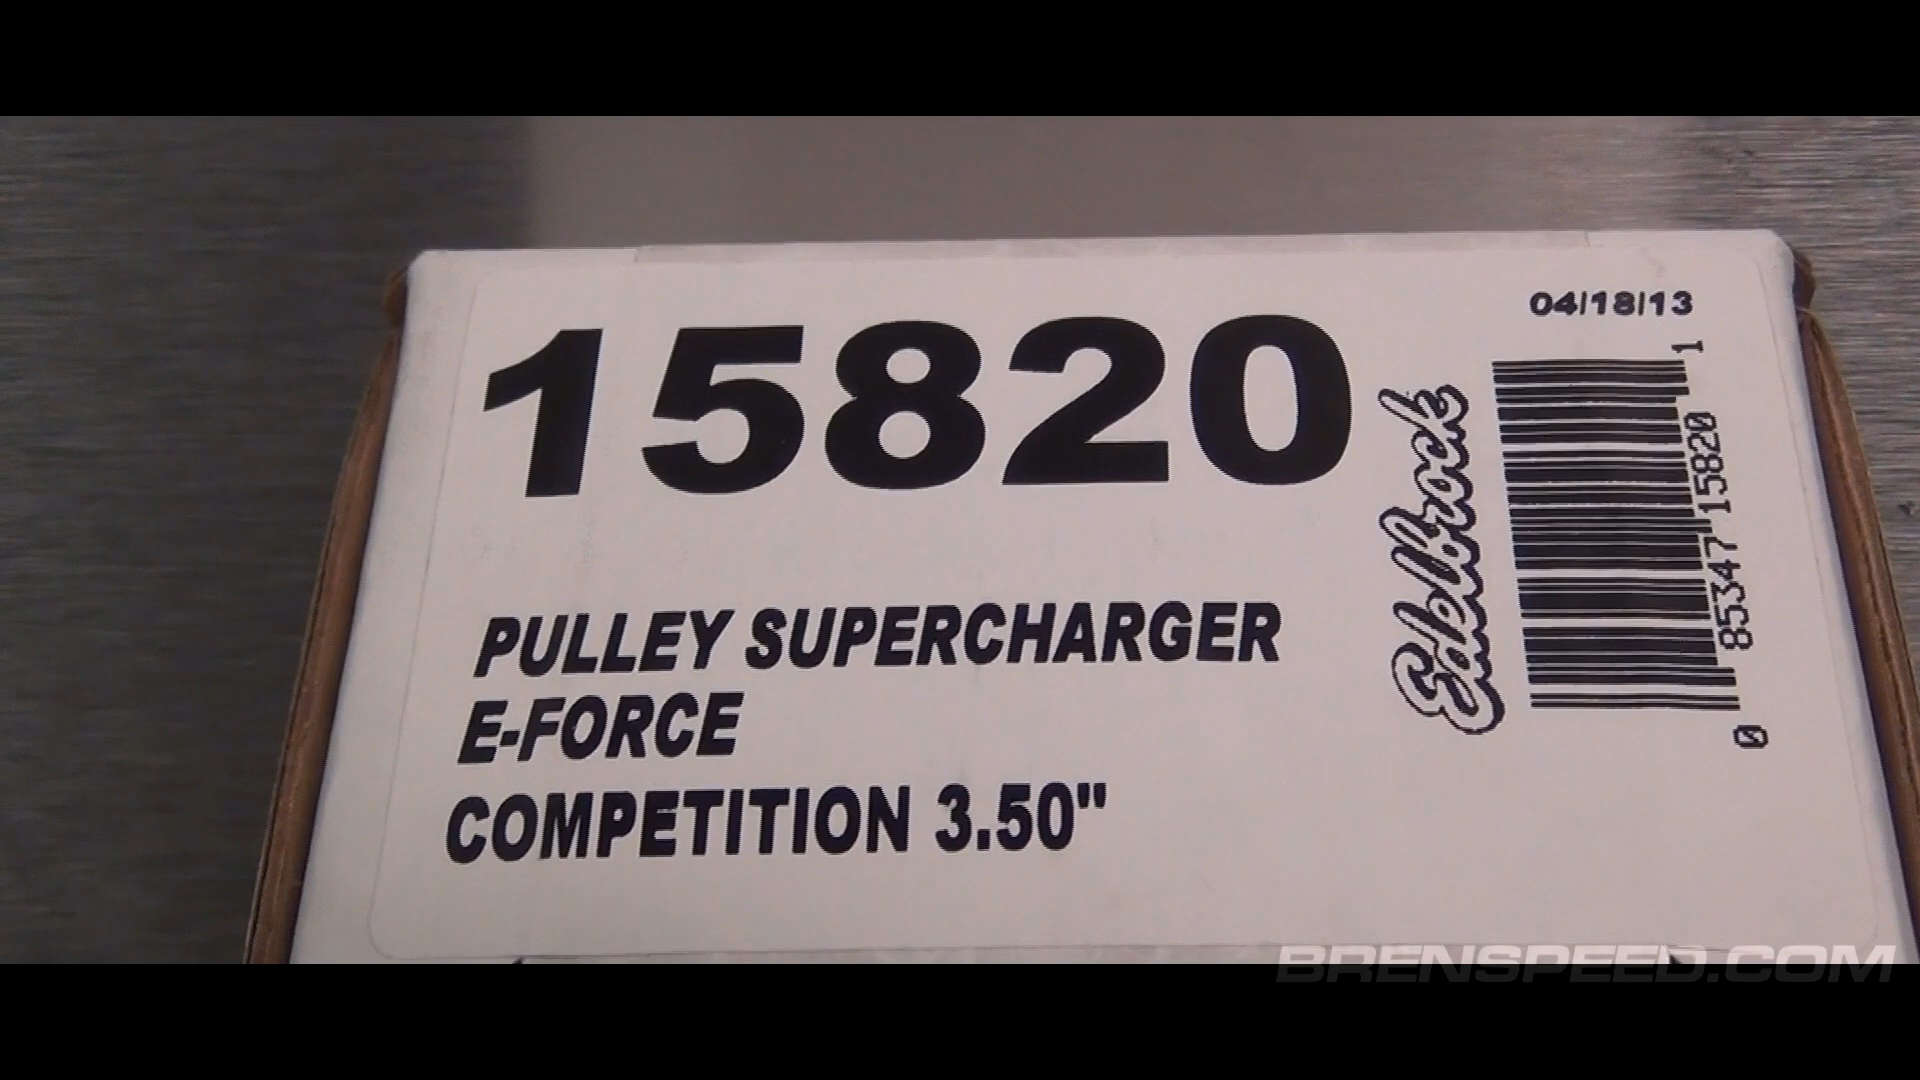 15820
04/18/13
PULLEY SUPERCHARGER
E-FORCE
COMPETITION 3.50"
Edelbrock
0 85347 15820 1
BRENSPEED.COM